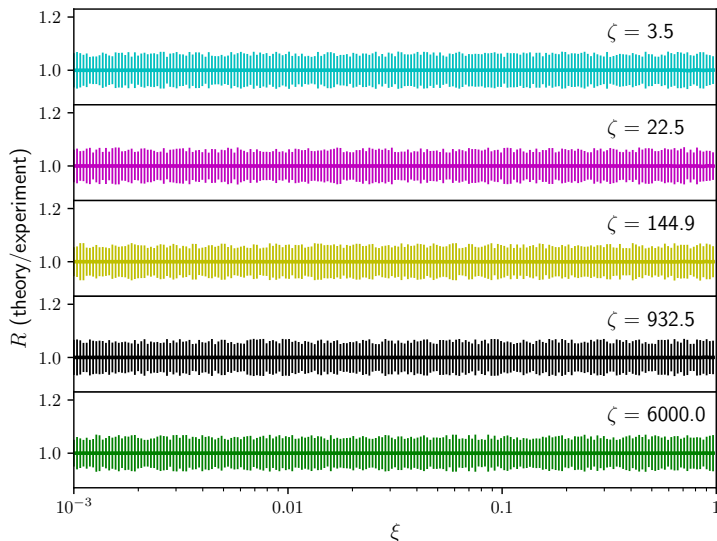 1.2
ζ = 3.5
1.0
1.2
ζ = 22.5
1.0
R (theory/experiment)
1.2
ζ = 144.9
1.0
1.2
ζ = 932.5
1.0
1.2
ζ = 6000.0
1.0
10⁻³
0.01
0.1
1
ξ